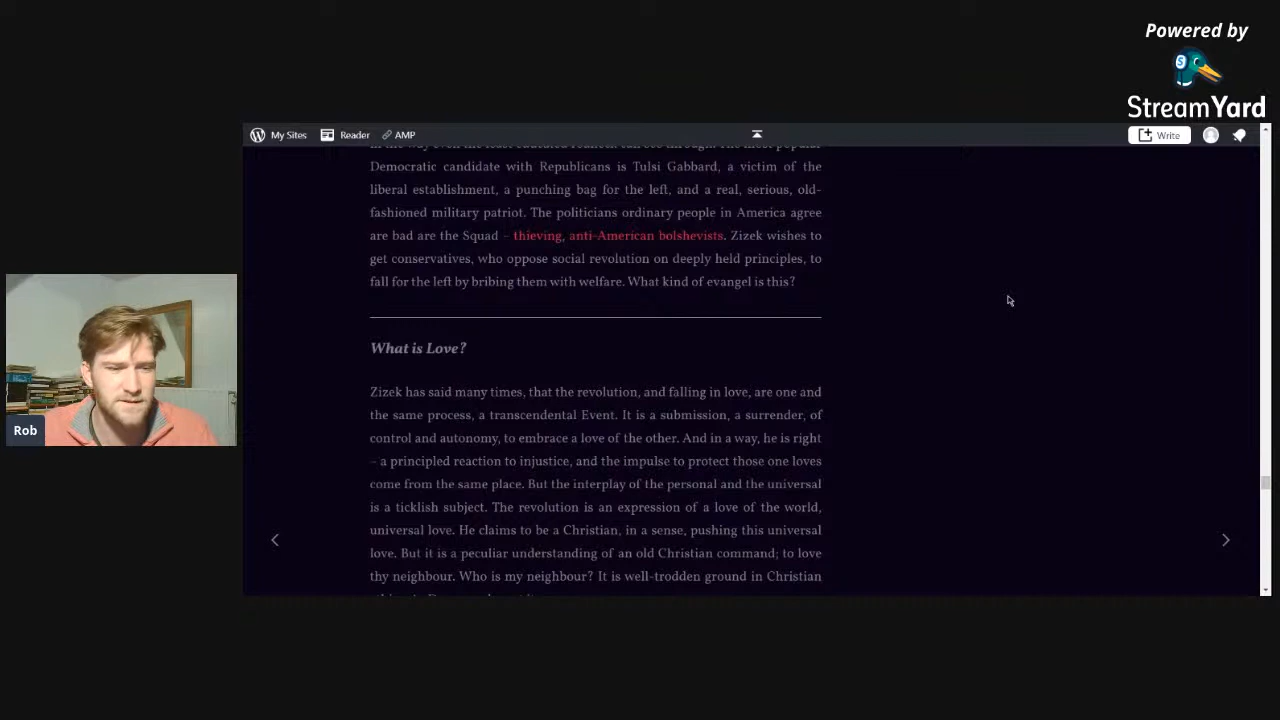 Powered by
StreamYard
My Sites Reader AMP Write
Democratic candidate with Republicans is Tulsi Gabbard, a victim of the
liberal establishment, a punching bag for the left, and a real, serious, old-
fashioned military patriot. The politicians ordinary people in America agree
are bad are the Squad – thieving, anti-American bolshevists. Zizek wishes to
get conservatives, who oppose social revolution on deeply held principles, to
fall for the left by bribing them with welfare. What kind of evangel is this?
What is Love?
Zizek has said many times, that the revolution, and falling in love, are one and
the same process, a transcendental Event. It is a submission, a surrender, of
control and autonomy, to embrace a love of the other. And in a way, he is right
– a principled reaction to injustice, and the impulse to protect those one loves
come from the same place. But the interplay of the personal and the universal
is a ticklish subject. The revolution is an expression of a love of the world,
universal love. He claims to be a Christian, in a sense, pushing this universal
love. But it is a peculiar understanding of an old Christian command; to love
thy neighbour. Who is my neighbour? It is well-trodden ground in Christian
Rob